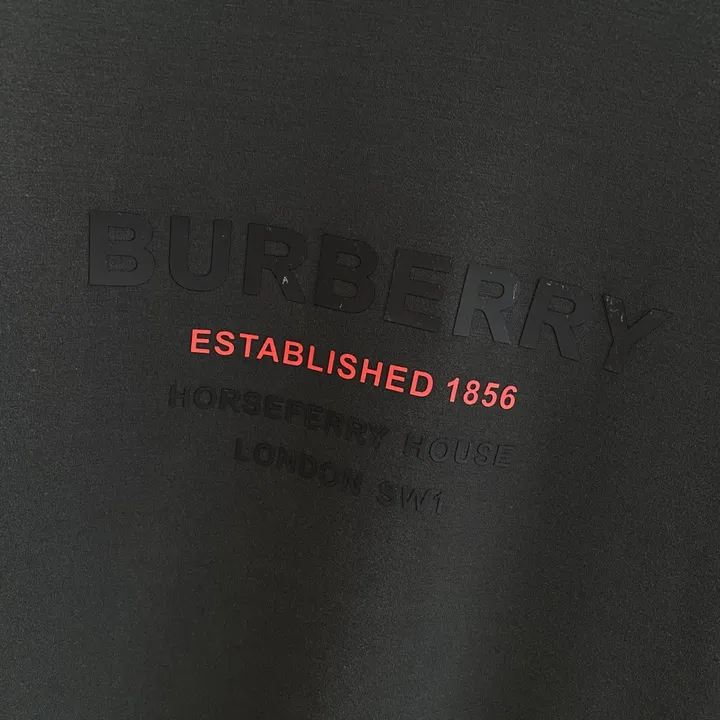 BURBERRY
ESTABLISHED 1856
HORSEFERRY HOUSE
LONDON SW1